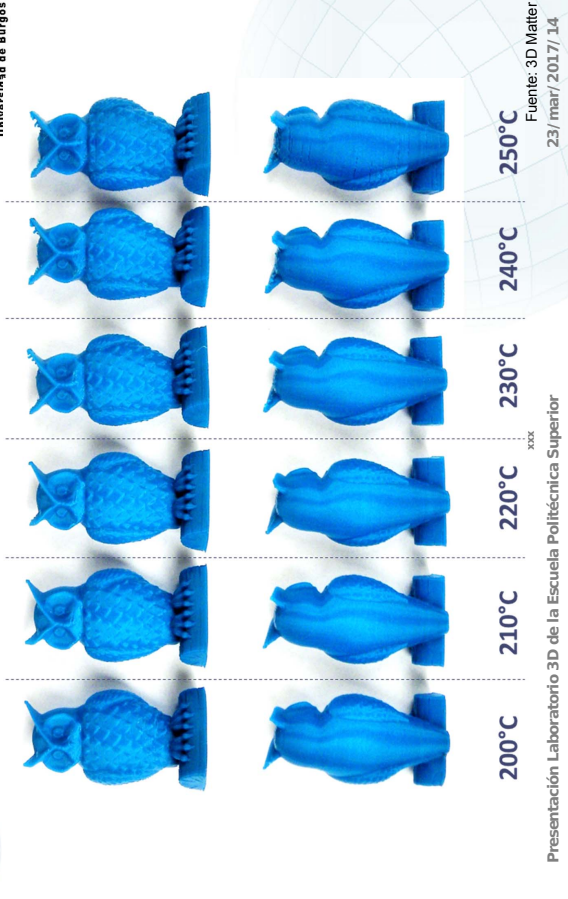 200°C 210°C 220°C 230°C 240°C 250°C
xxx
Fuente: 3D Matter
Presentación Laboratorio 3D de la Escuela Politécnica Superior 23/mar/2017/14